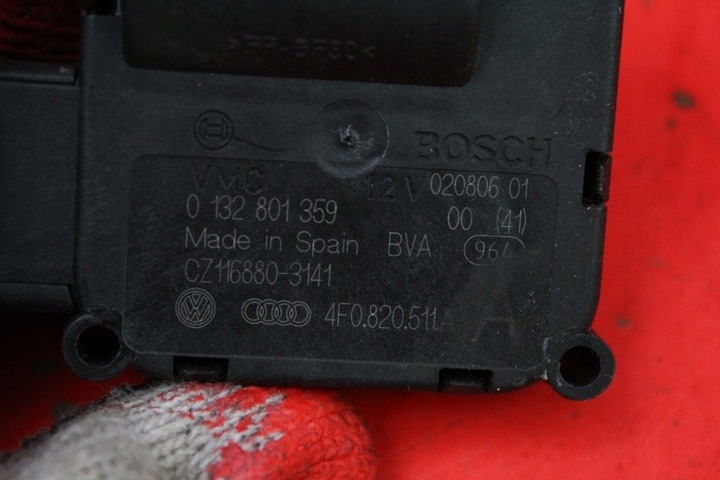 >PP-GF30<
BOSCH
VMC 12 V 020806 01
0 132 801 359 00 (41)
Made in Spain BVA 964
CZ116880-3141
4F0.820.511.A A